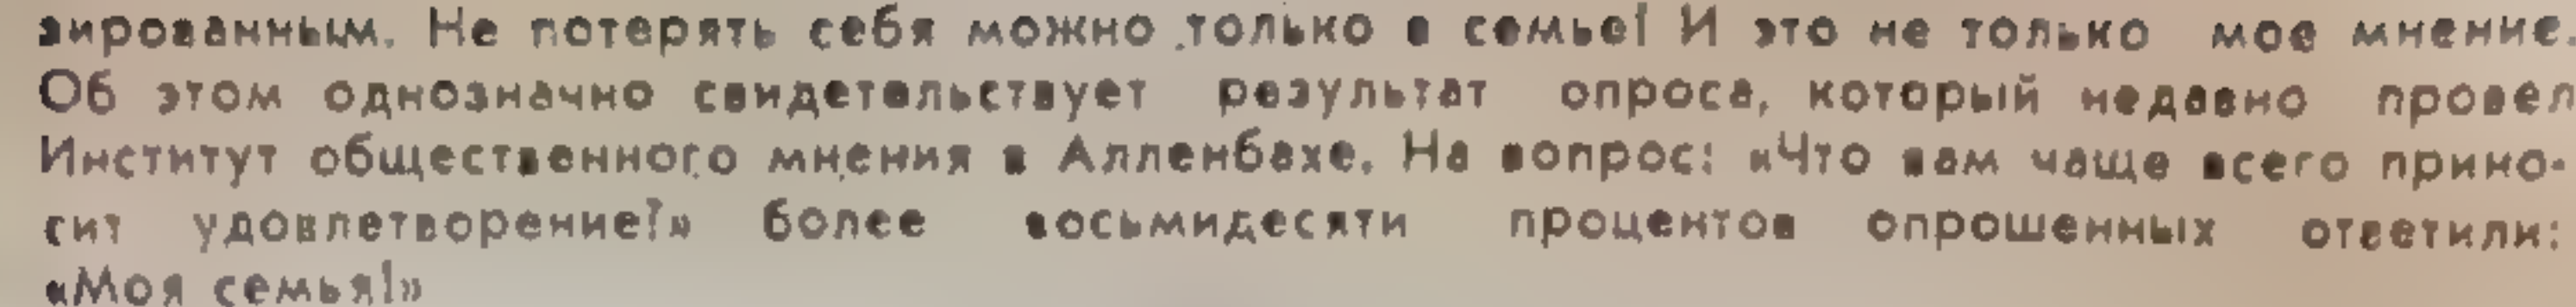 зированным. Не потерять себя можно только в семье! И это не только мое мнение.
Об этом однозначно свидетельствует результат опроса, который недавно провел
Институт общественного мнения в Алленбахе. На вопрос: «Что вам чаще всего прино-
сит удовлетворение?» более восьмидесяти процентов опрошенных ответили:
«Моя семья!»